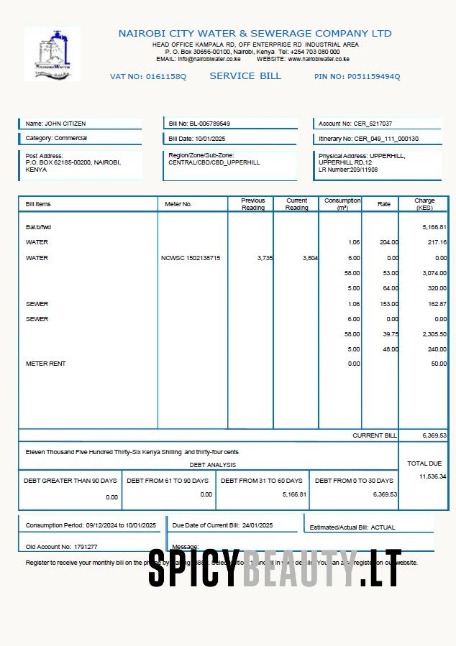 NAIROBI CITY WATER & SEWERAGE COMPANY LTD
HEAD OFFICE KAMPALA RD, OFF ENTERPRISE RD INDUSTRIAL AREA
P. O. Box 30656-00100, Nairobi, Kenya Tel: +254 703 080 000
EMAIL: info@nairobiwater.co.ke WEBSITE: www.nairobiwater.co.ke
VAT NO: 0161158Q SERVICE BILL PIN NO: P051159494Q
Name: JOHN CITIZEN Bill No: BL-006789549 Account No: CER_5217037
Category: Commercial Bill Date: 10/01/2025 Itinerary No: CER_049_111_000130
Post Address: Region/Zone/Sub-Zone: Physical Address: UPPERHILL,
P.O. BOX 62185-00200, NAIROBI, CENTRAL/CBD/CBD_UPPERHILL UPPERHILL RD,12
KENYA LR Number:209/11908
Bill Items Meter No. Previous Reading Current Reading Consumption (m³) Rate Charge (KES)
Bal.b/fwd 5,166.81
WATER 1.06 204.00 217.16
WATER NCWSC 1502138715 3,735 3,804 6.00 0.00 0.00
58.00 53.00 3,074.00
5.00 64.00 320.00
SEWER 1.06 153.00 162.87
SEWER 6.00 0.00 0.00
58.00 39.75 2,305.50
5.00 48.00 240.00
METER RENT 0.00 50.00
CURRENT BILL 6,369.53
Eleven Thousand Five Hundred Thirty-Six Kenya Shilling and thirty-four cents
DEBT ANALYSIS TOTAL DUE
DEBT GREATER THAN 90 DAYS DEBT FROM 61 TO 90 DAYS DEBT FROM 31 TO 60 DAYS DEBT FROM 0 TO 30 DAYS 11,536.34
0.00 0.00 5,166.81 6,369.53
Consumption Period: 09/12/2024 to 10/01/2025 Due Date of Current Bill: 24/01/2025 Estimated/Actual Bill: ACTUAL
Old Account No: 1791277 Message:
Register to receive your monthly bill on the website.
SPICYBEAUTY.LT